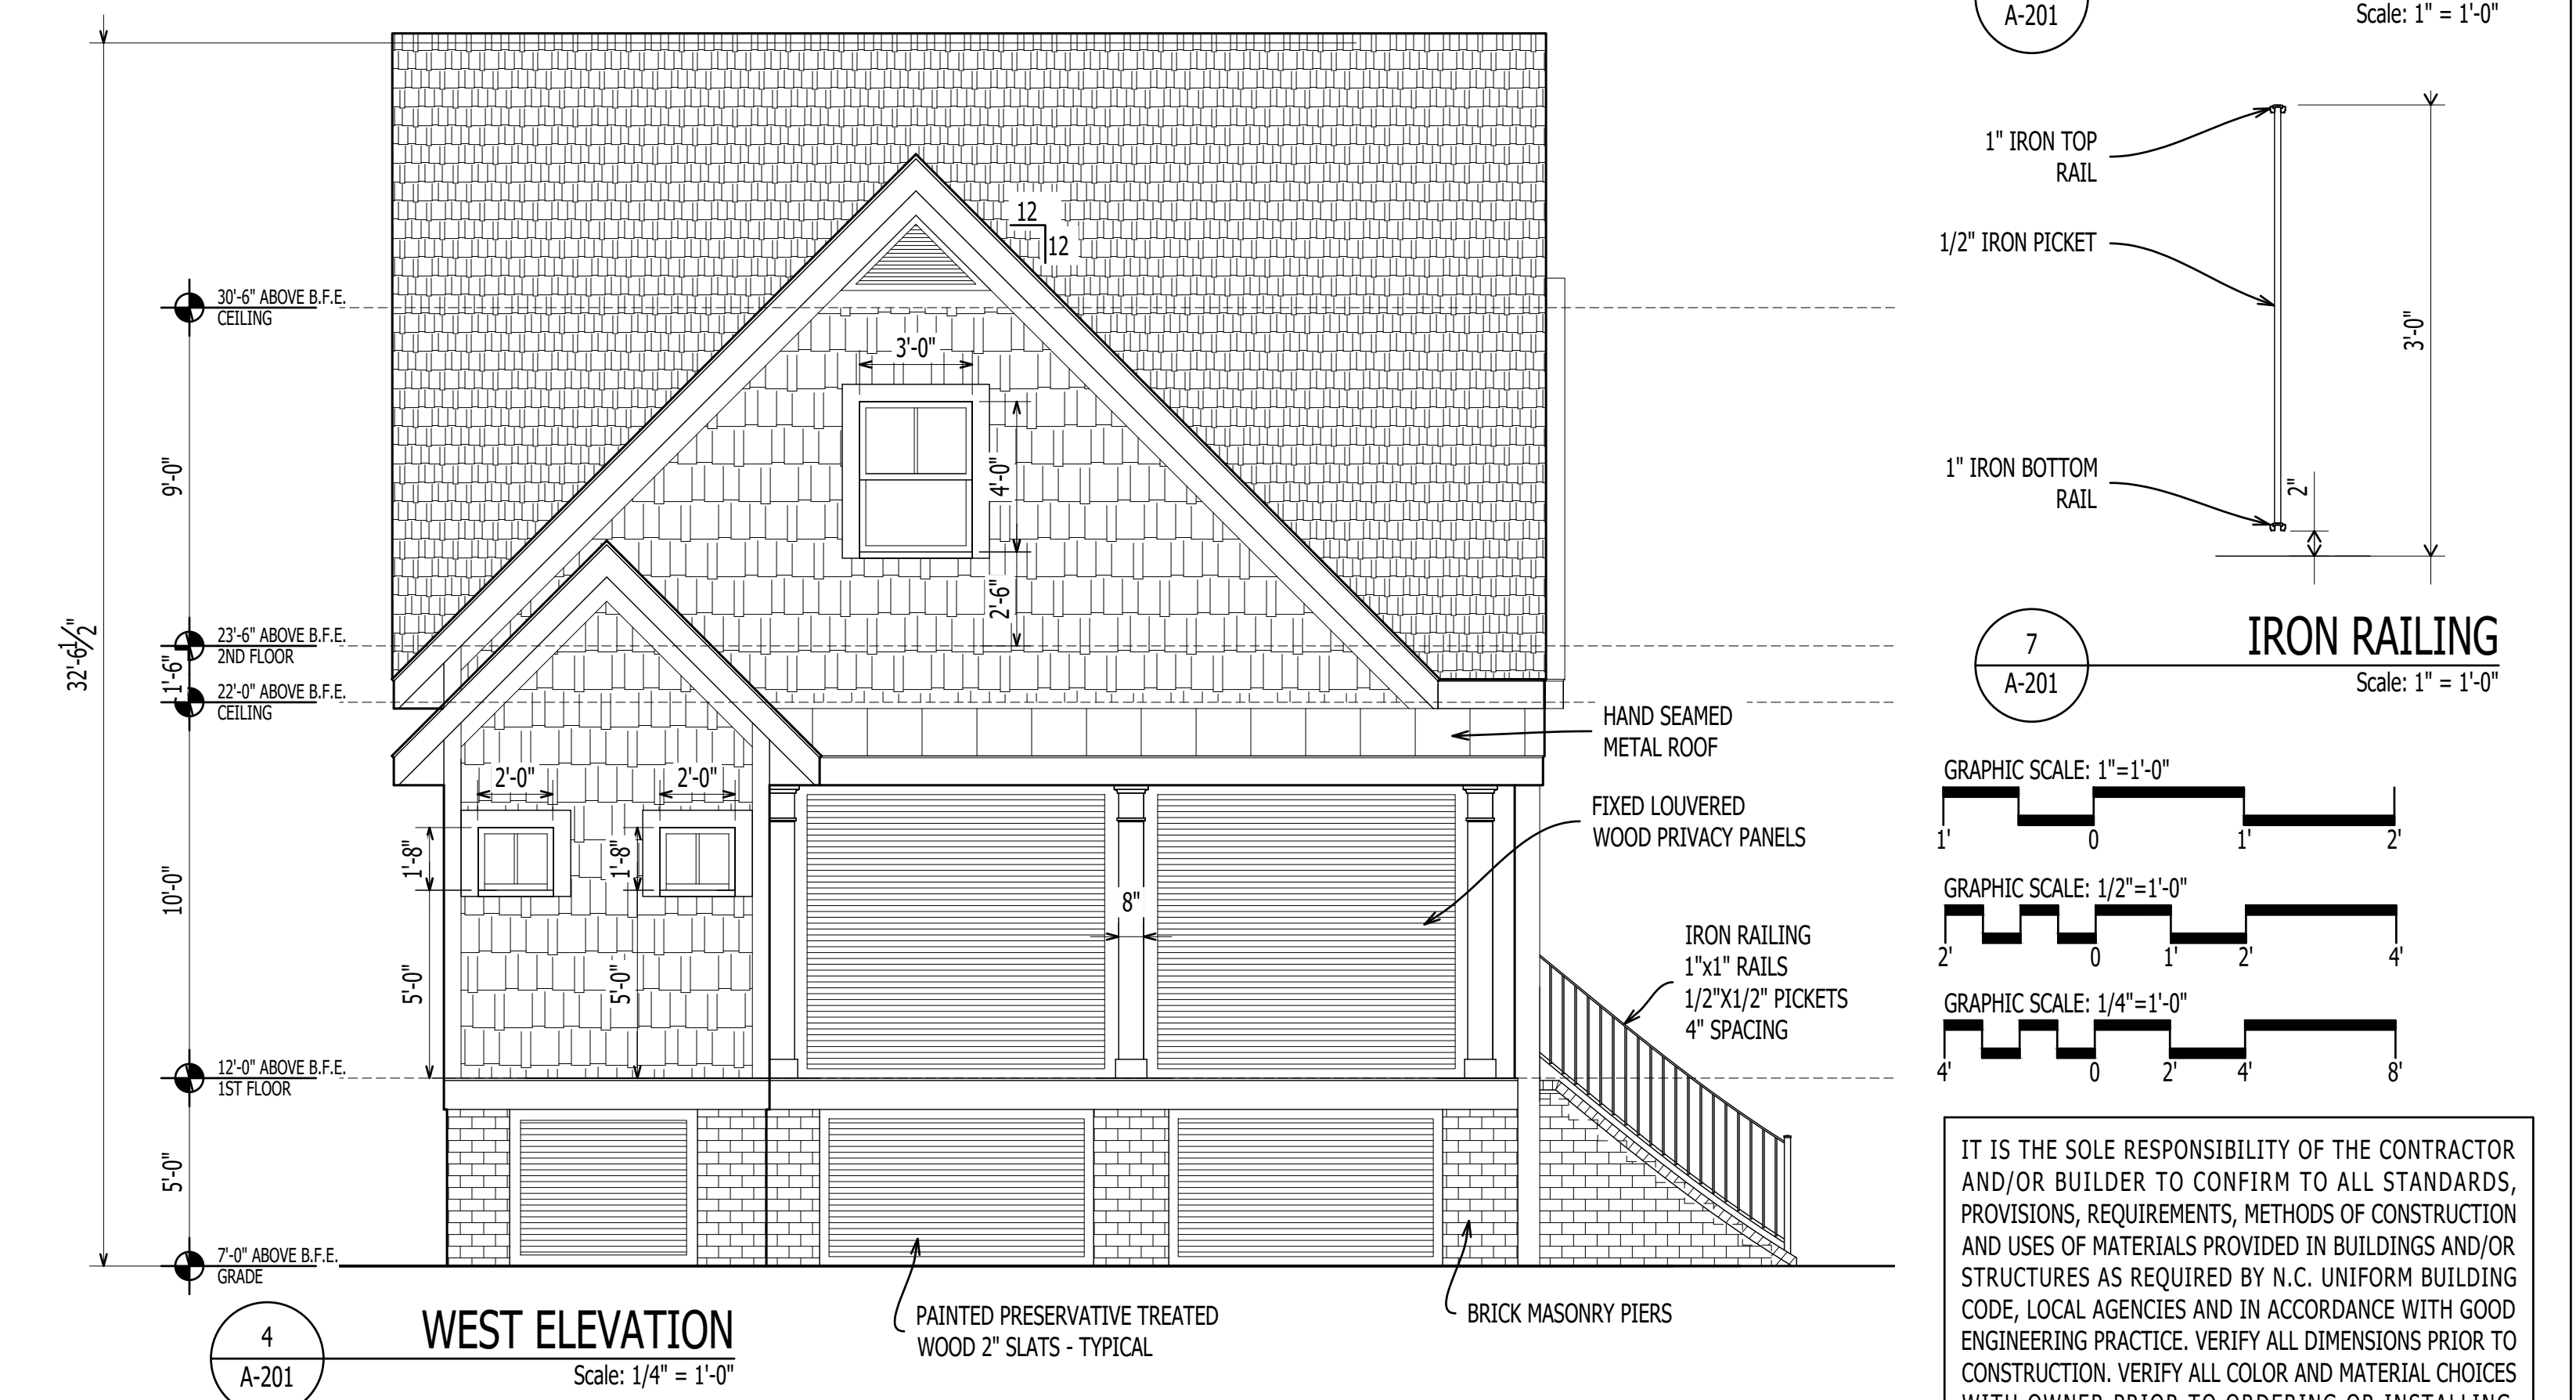 A-201
Scale: 1" = 1'-0"
12
12
30'-6" ABOVE B.F.E.
CEILING
3'-0"
4'-0"
2'-6"
9'-0"
32'-6½"
23'-6" ABOVE B.F.E.
2ND FLOOR
1'-6"
22'-0" ABOVE B.F.E.
CEILING
HAND SEAMED
METAL ROOF
2'-0"
2'-0"
1'-8"
1'-8"
FIXED LOUVERED
WOOD PRIVACY PANELS
8"
10'-0"
5'-0"
5'-0"
IRON RAILING
1"x1" RAILS
1/2"X1/2" PICKETS
4" SPACING
12'-0" ABOVE B.F.E.
1ST FLOOR
5'-0"
7'-0" ABOVE B.F.E.
GRADE
PAINTED PRESERVATIVE TREATED
WOOD 2" SLATS - TYPICAL
BRICK MASONRY PIERS
4
A-201
WEST ELEVATION
Scale: 1/4" = 1'-0"
1" IRON TOP
RAIL
1/2" IRON PICKET
3'-0"
1" IRON BOTTOM
RAIL
2"
7
A-201
IRON RAILING
Scale: 1" = 1'-0"
GRAPHIC SCALE: 1"=1'-0"
1' 0 1' 2'
GRAPHIC SCALE: 1/2"=1'-0"
2' 0 1' 2' 4'
GRAPHIC SCALE: 1/4"=1'-0"
4' 0 2' 4' 8'
IT IS THE SOLE RESPONSIBILITY OF THE CONTRACTOR
AND/OR BUILDER TO CONFIRM TO ALL STANDARDS,
PROVISIONS, REQUIREMENTS, METHODS OF CONSTRUCTION
AND USES OF MATERIALS PROVIDED IN BUILDINGS AND/OR
STRUCTURES AS REQUIRED BY N.C. UNIFORM BUILDING
CODE, LOCAL AGENCIES AND IN ACCORDANCE WITH GOOD
ENGINEERING PRACTICE. VERIFY ALL DIMENSIONS PRIOR TO
CONSTRUCTION. VERIFY ALL COLOR AND MATERIAL CHOICES
WITH OWNER PRIOR TO ORDERING OR INSTALLING.